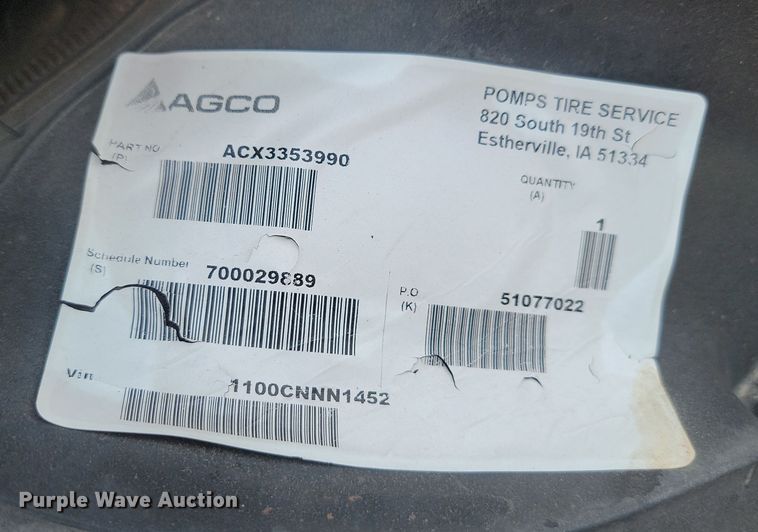 AGCO
POMPS TIRE SERVICE
820 South 19th St
Estherville, IA 51334
PART NO
(P)
ACX3353990
QUANTITY
(A)
1
Schedule Number
(S)
700029889
P.O
(K)
51077022
1100CNNN1452
Purple Wave Auction